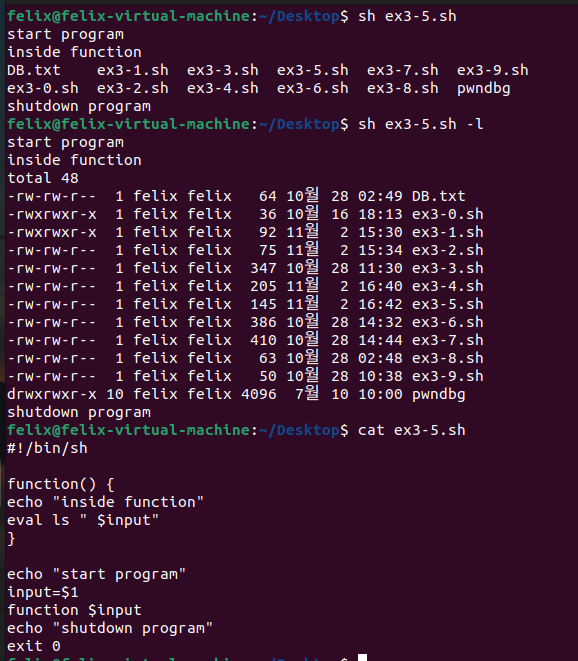 felix@felix-virtual-machine:~/Desktop$ sh ex3-5.sh
start program
inside function
DB.txt    ex3-1.sh  ex3-3.sh  ex3-5.sh  ex3-7.sh  ex3-9.sh
ex3-0.sh  ex3-2.sh  ex3-4.sh  ex3-6.sh  ex3-8.sh  pwndbg
shutdown program
felix@felix-virtual-machine:~/Desktop$ sh ex3-5.sh -l
start program
inside function
total 48
-rw-rw-r--  1 felix felix   64 10월 28 02:49 DB.txt
-rwxrwxr-x  1 felix felix   36 10월 16 18:13 ex3-0.sh
-rwxrwxr-x  1 felix felix   92 11월  2 15:30 ex3-1.sh
-rw-rw-r--  1 felix felix   75 11월  2 15:34 ex3-2.sh
-rw-rw-r--  1 felix felix  347 10월 28 11:30 ex3-3.sh
-rw-rw-r--  1 felix felix  205 11월  2 16:40 ex3-4.sh
-rw-rw-r--  1 felix felix  145 11월  2 16:42 ex3-5.sh
-rw-rw-r--  1 felix felix  386 10월 28 14:32 ex3-6.sh
-rw-rw-r--  1 felix felix  410 10월 28 14:44 ex3-7.sh
-rw-rw-r--  1 felix felix   63 10월 28 02:48 ex3-8.sh
-rw-rw-r--  1 felix felix   50 10월 28 10:38 ex3-9.sh
drwxrwxr-x 10 felix felix 4096  7월 10 10:00 pwndbg
shutdown program
felix@felix-virtual-machine:~/Desktop$ cat ex3-5.sh
#!/bin/sh

function() {
echo "inside function"
eval ls " $input"
}

echo "start program"
input=$1
function $input
echo "shutdown program"
exit 0
felix@felix-virtual-machine:~/Desktop$